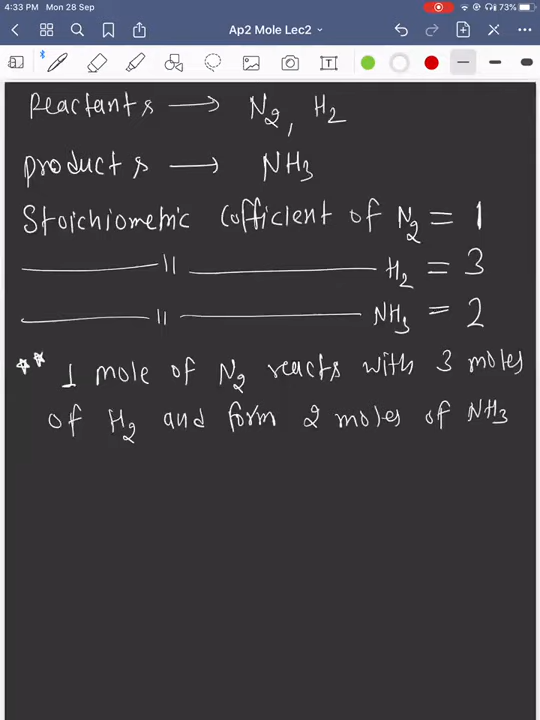 4:33 PM Mon 28 Sep 73%
Ap2 Mole Lec2
Reactants → N2, H2
products → NH3
Stoichiometric cofficient of N2 = 1
—— 11 —— H2 = 3
—— 11 —— NH3 = 2
** 1 mole of N2 reacts with 3 moles
of H2 and form 2 moles of NH3